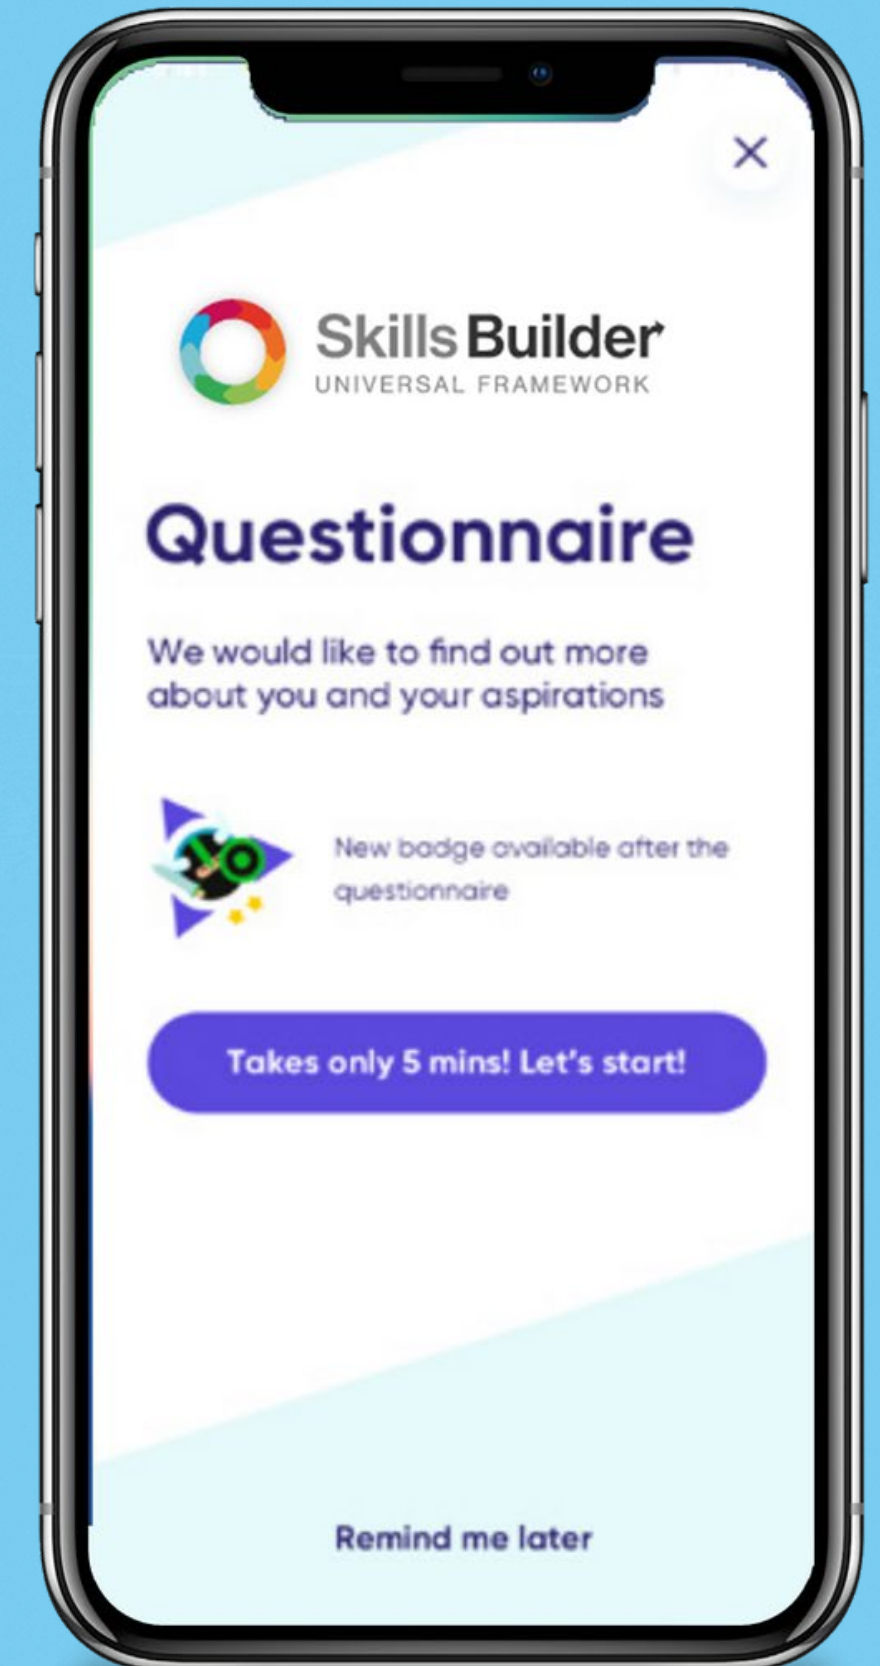 Skills Builder
UNIVERSAL FRAMEWORK
Questionnaire
We would like to find out more
about you and your aspirations
New badge available after the
questionnaire
Takes only 5 mins! Let's start!
Remind me later